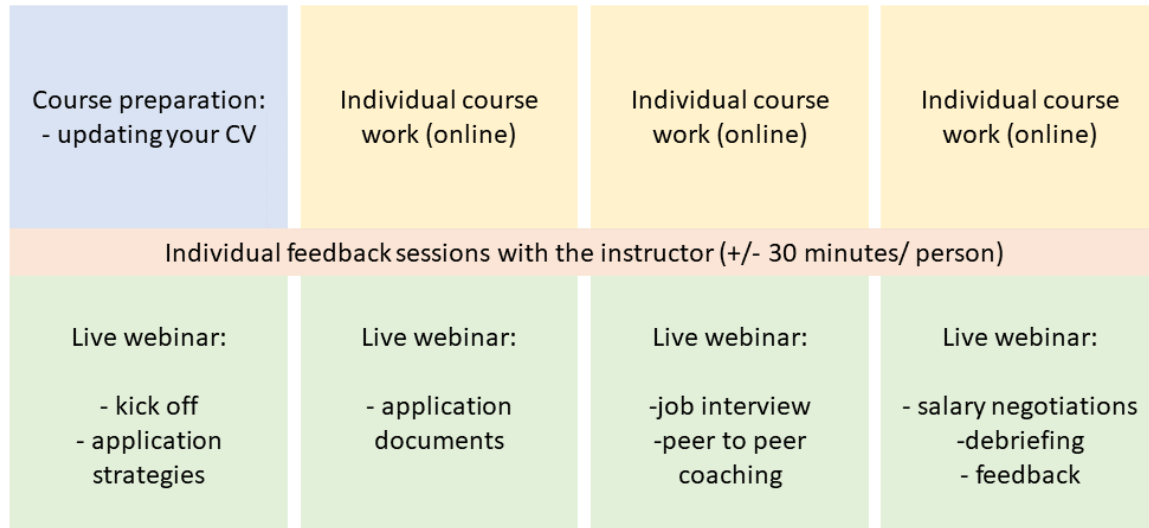 Course preparation:
- updating your CV
Individual course
work (online)
Individual course
work (online)
Individual course
work (online)
Individual feedback sessions with the instructor (+/- 30 minutes/ person)
Live webinar:
- kick off
- application
strategies
Live webinar:
- application
documents
Live webinar:
-job interview
-peer to peer
coaching
Live webinar:
- salary negotiations
-debriefing
- feedback